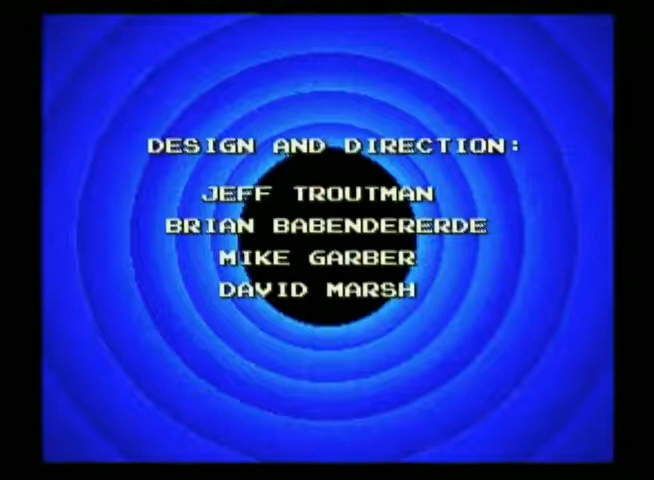 DESIGN AND DIRECTION:
JEFF TROUTMAN
BRIAN BABENDERERDE
MIKE GARBER
DAVID MARSH